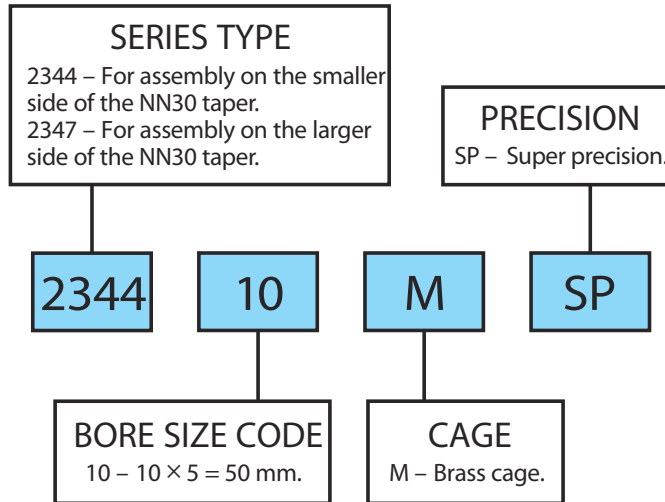 SERIES TYPE
2344 – For assembly on the smaller
side of the NN30 taper.
2347 – For assembly on the larger
side of the NN30 taper.
PRECISION
SP – Super precision.
2344
10
M
SP
BORE SIZE CODE
10 – 10 × 5 = 50 mm.
CAGE
M – Brass cage.